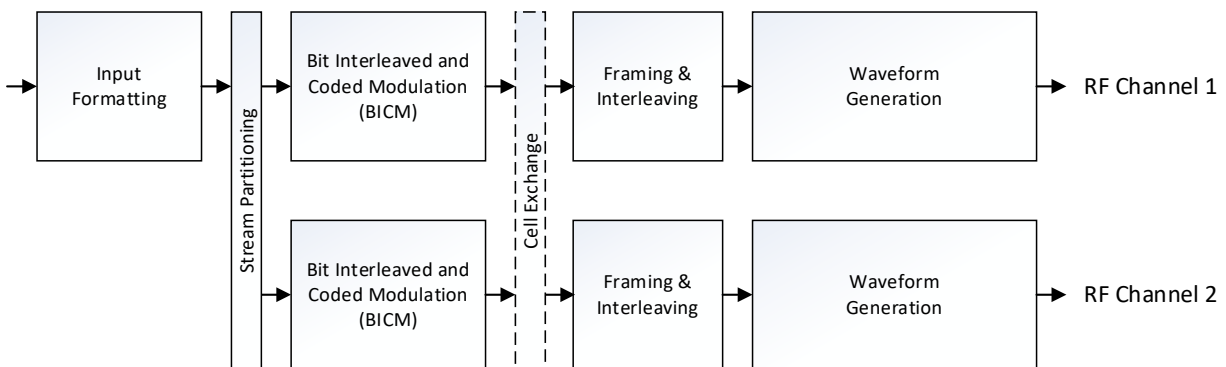 Input
Formatting
Stream Partitioning
Bit Interleaved and
Coded Modulation
(BICM)
Cell Exchange
Framing &
Interleaving
Waveform
Generation
RF Channel 1
Bit Interleaved and
Coded Modulation
(BICM)
Framing &
Interleaving
Waveform
Generation
RF Channel 2